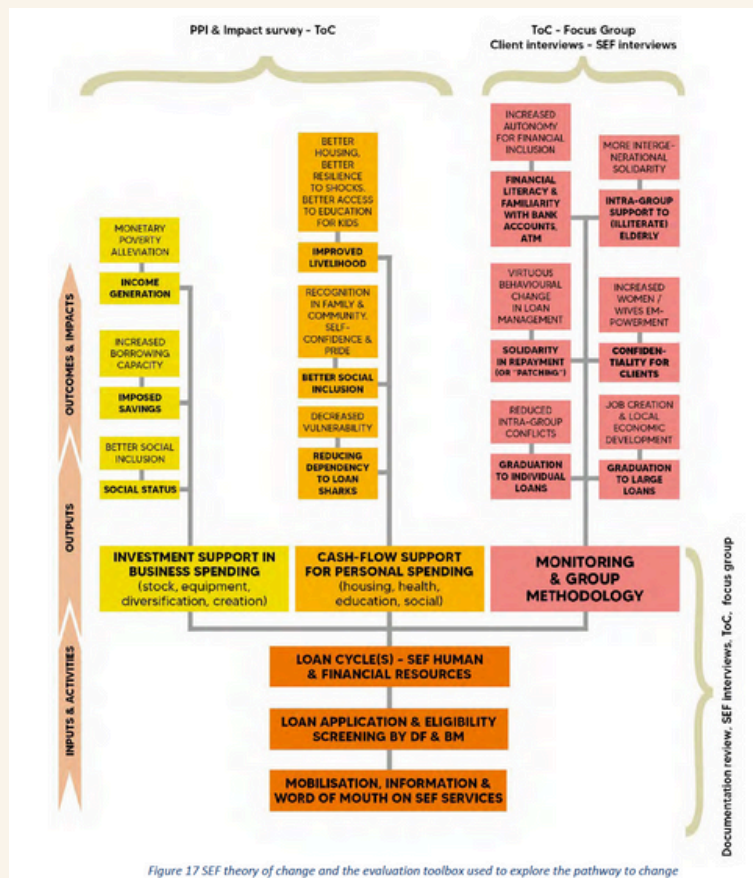 PPI & Impact survey - ToC
ToC - Focus Group
Client interviews - SEF interviews
OUTCOMES & IMPACTS
OUTPUTS
INPUTS & ACTIVITIES
MONETARY
POVERTY
ALLEVIATION
INCOME
GENERATION
INCREASED
BORROWING
CAPACITY
IMPOSED
SAVINGS
BETTER SOCIAL
INCLUSION
SOCIAL STATUS
BETTER
HOUSING,
BETTER
RESILIENCE
TO SHOCKS,
BETTER ACCESS
TO EDUCATION
FOR KIDS
IMPROVED
LIVELIHOOD
RECOGNITION
IN FAMILY &
COMMUNITY,
SELF-
CONFIDENCE &
PRIDE
BETTER SOCIAL
INCLUSION
DECREASED
VULNERABILITY
REDUCING
DEPENDENCY
TO LOAN
SHARKS
INCREASED
AUTONOMY
FOR FINANCIAL
INCLUSION
FINANCIAL
LITERACY &
FAMILIARITY
WITH BANK
ACCOUNTS,
ATM
VIRTUOUS
BEHAVIOURAL
CHANGE
IN LOAN
MANAGEMENT
SOLIDARITY
IN REPAYMENT
(OR "PATCHING")
REDUCED
INTRA-GROUP
CONFLICTS
GRADUATION
TO INDIVIDUAL
LOANS
MORE INTERGE-
NERATIONAL
SOLIDARITY
INTRA-GROUP
SUPPORT TO
(ILLITERATE)
ELDERLY
INCREASED
WOMEN /
WIVES EM-
POWERMENT
CONFIDEN-
TIALITY FOR
CLIENTS
JOB CREATION
& LOCAL
ECONOMIC
DEVELOPMENT
GRADUATION
TO LARGE
LOANS
INVESTMENT SUPPORT IN
BUSINESS SPENDING
(stock, equipment,
diversification, creation)
CASH-FLOW SUPPORT
FOR PERSONAL SPENDING
(housing, health,
education, social)
MONITORING
& GROUP
METHODOLOGY
LOAN CYCLE(S) - SEF HUMAN
& FINANCIAL RESOURCES
LOAN APPLICATION & ELIGIBILITY
SCREENING BY DF & BM
MOBILISATION, INFORMATION &
WORD OF MOUTH ON SEF SERVICES
Documentation review, SEF interviews, ToC, focus group
Figure 17 SEF theory of change and the evaluation toolbox used to explore the pathway to change